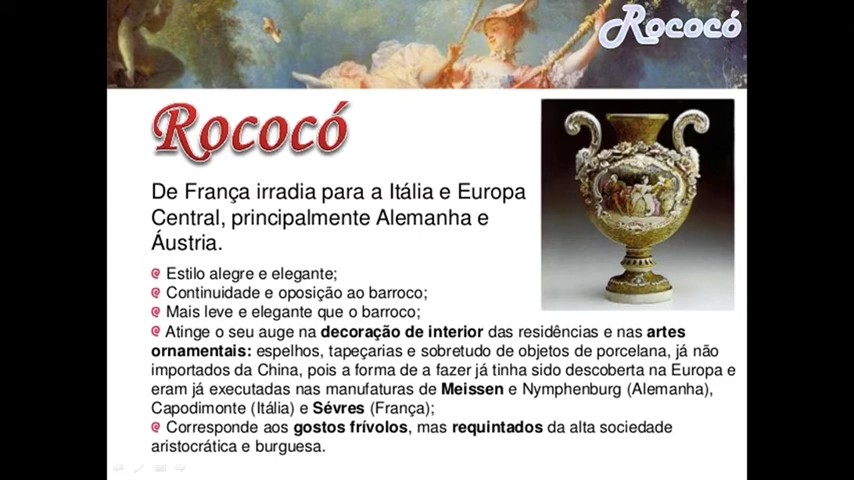 Rococó
Rococó
De França irradia para a Itália e Europa
Central, principalmente Alemanha e
Áustria.
Estilo alegre e elegante;
Continuidade e oposição ao barroco;
Mais leve e elegante que o barroco;
Atinge o seu auge na decoração de interior das residências e nas artes
ornamentais: espelhos, tapeçarias e sobretudo de objetos de porcelana, já não
importados da China, pois a forma de a fazer já tinha sido descoberta na Europa e
eram já executadas nas manufaturas de Meissen e Nymphenburg (Alemanha),
Capodimonte (Itália) e Sévres (França);
Corresponde aos gostos frívolos, mas requintados da alta sociedade
aristocrática e burguesa.